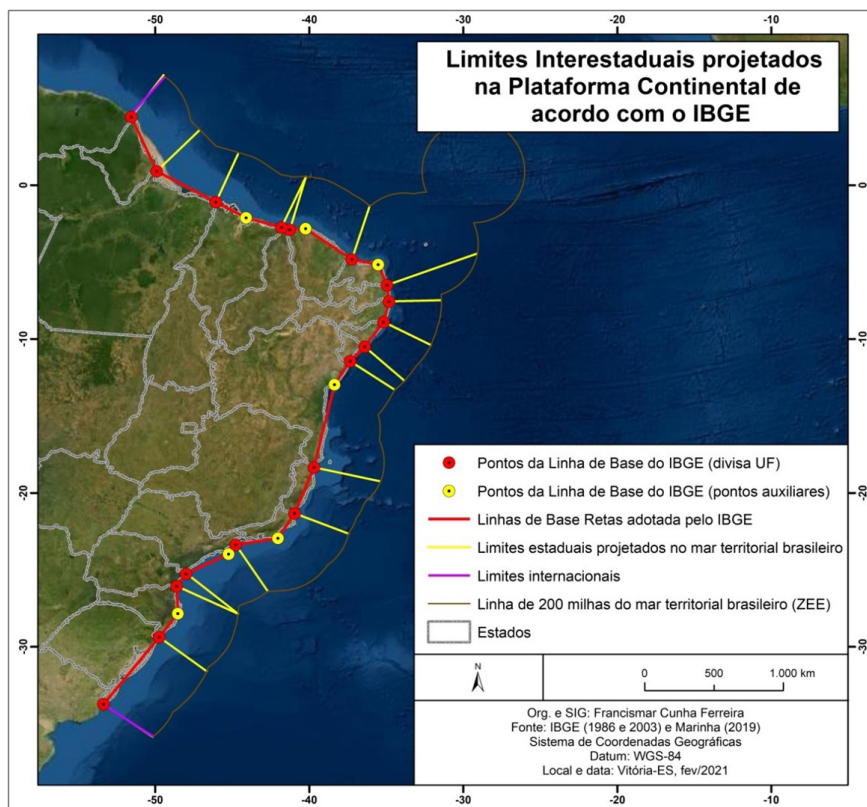 -50
-40
-30
-20
-10
Limites Interestaduais projetados
na Plataforma Continental de
acordo com o IBGE
0
0
-10
-10
-20
-20
-30
-30
Pontos da Linha de Base do IBGE (divisa UF)
Pontos da Linha de Base do IBGE (pontos auxiliares)
Linhas de Base Retas adotada pelo IBGE
Limites estaduais projetados no mar territorial brasileiro
Limites internacionais
Linha de 200 milhas do mar territorial brasileiro (ZEE)
Estados
N
0 500 1.000 km
Org. e SIG: Francismar Cunha Ferreira
Fonte: IBGE (1986 e 2003) e Marinha (2019)
Sistema de Coordenadas Geográficas
Datum: WGS-84
Local e data: Vitória-ES, fev/2021
-50
-40
-30
-20
-10